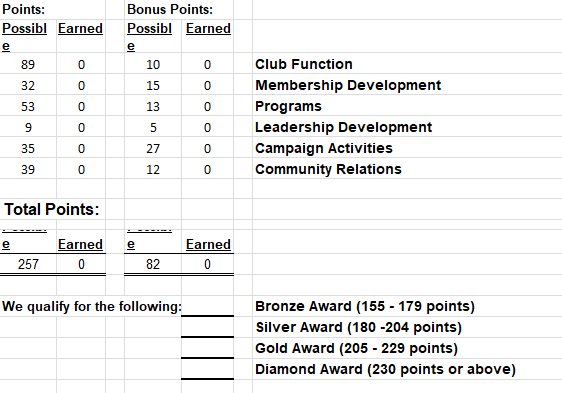 Points: Bonus Points:
Possibl Earned Possibl Earned
e e
89 0 10 0 Club Function
32 0 15 0 Membership Development
53 0 13 0 Programs
9 0 5 0 Leadership Development
35 0 27 0 Campaign Activities
39 0 12 0 Community Relations
Total Points:
e Earned e Earned
257 0 82 0
We qualify for the following: Bronze Award (155 - 179 points)
Silver Award (180 -204 points)
Gold Award (205 - 229 points)
Diamond Award (230 points or above)